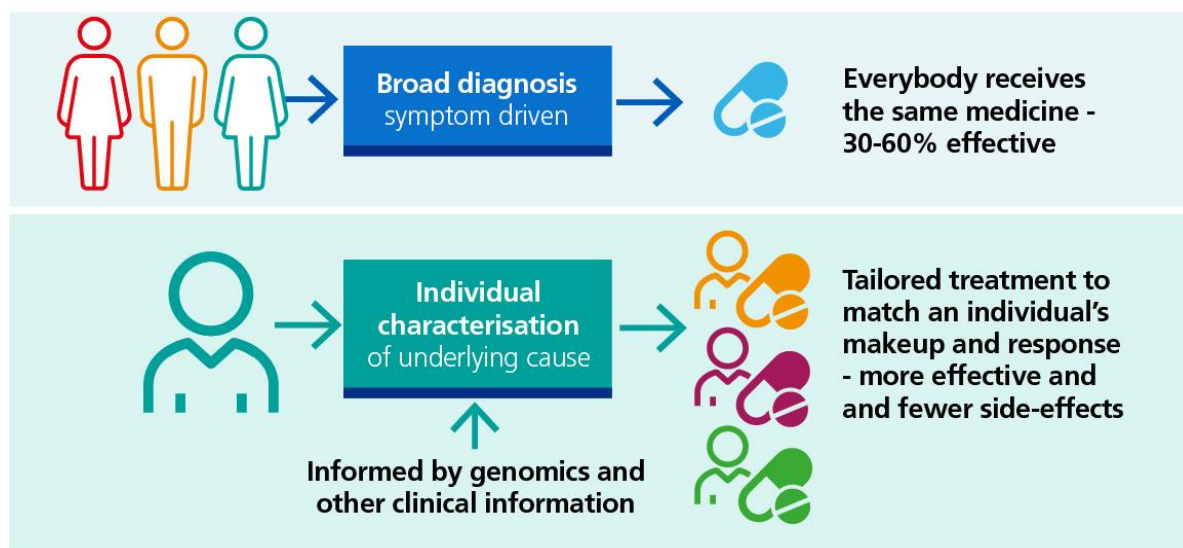 Broad diagnosis
symptom driven
Everybody receives
the same medicine -
30-60% effective
Individual
characterisation
of underlying cause
Informed by genomics and
other clinical information
Tailored treatment to
match an individual’s
makeup and response
- more effective and
and fewer side-effects